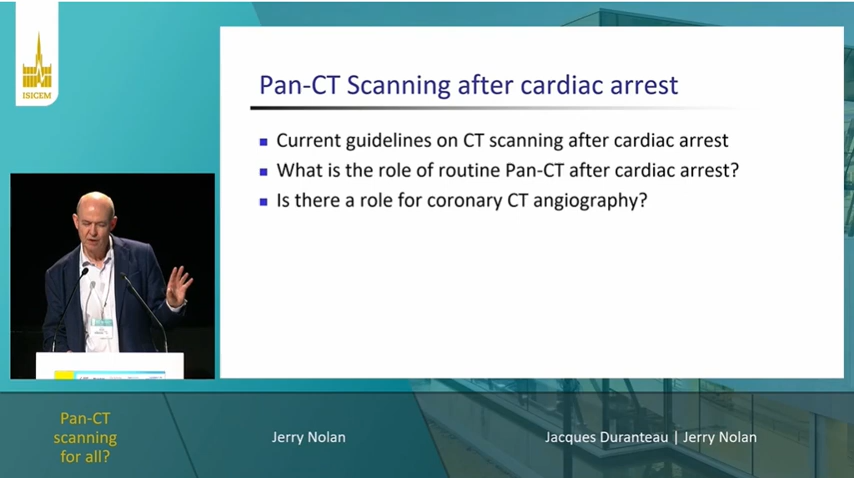 ISICEM
Pan-CT Scanning after cardiac arrest
Current guidelines on CT scanning after cardiac arrest
What is the role of routine Pan-CT after cardiac arrest?
Is there a role for coronary CT angiography?
Pan-CT
scanning
for all?
Jerry Nolan
Jacques Duranteau | Jerry Nolan